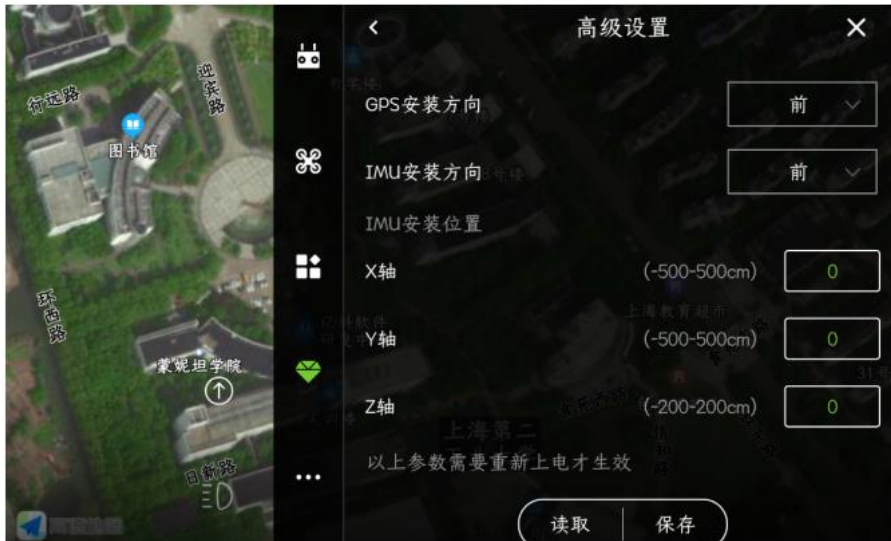 行远路
迎宾路
图书馆
环西路
蒙妮坦学院
日新路
高级设置
GPS安装方向
前
IMU安装方向
前
IMU安装位置
X轴
(-500~500cm)
0
Y轴
(-500~500cm)
0
Z轴
(-200~200cm)
0
上海教育超市
31号
上海第二
以上参数需要重新上电才生效
读取
保存